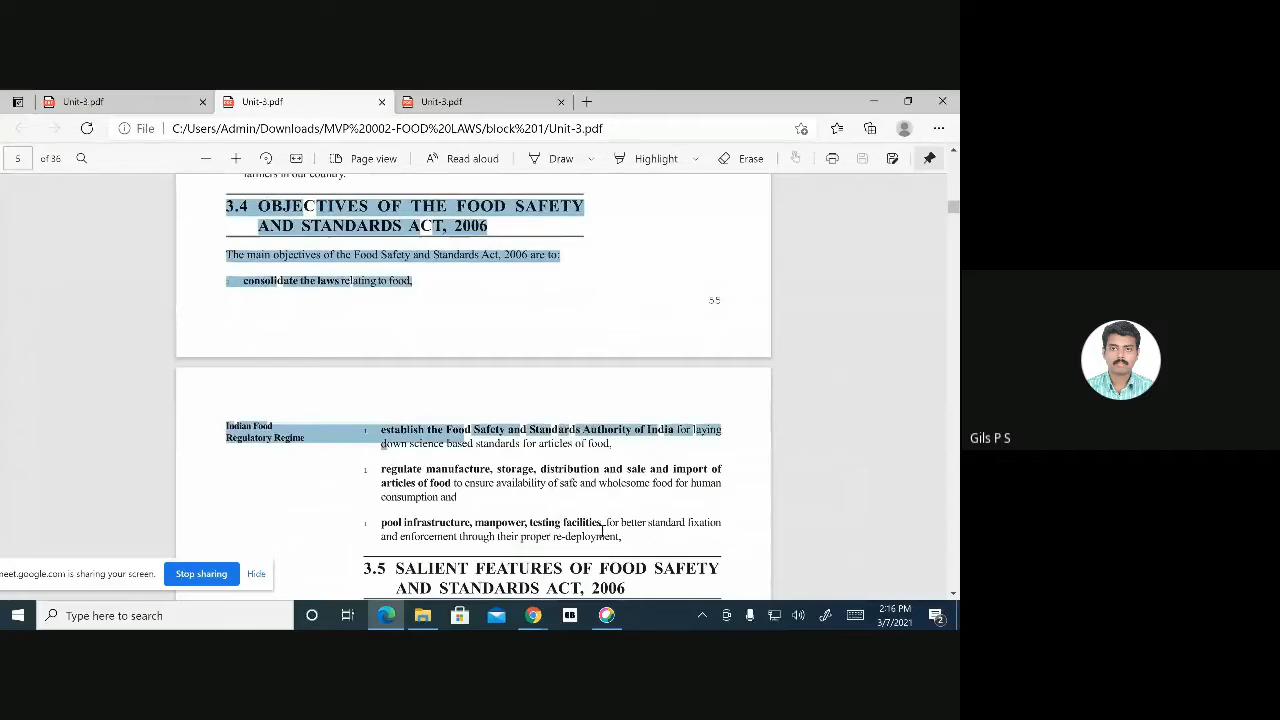 Unit-3.pdf
Unit-3.pdf
Unit-3.pdf
File C:/Users/Admin/Downloads/MVP%20002-FOOD%20LAWS/block%201/Unit-3.pdf
5 of 36 Page view Read aloud Draw Highlight Erase
farmers in our country.
3.4 OBJECTIVES OF THE FOOD SAFETY
AND STANDARDS ACT, 2006
The main objectives of the Food Safety and Standards Act, 2006 are to:
consolidate the laws relating to food,
55
Indian Food
Regulatory Regime
l establish the Food Safety and Standards Authority of India for laying
down science based standards for articles of food,
l regulate manufacture, storage, distribution and sale and import of
articles of food to ensure availability of safe and wholesome food for human
consumption and
l pool infrastructure, manpower, testing facilities, for better standard fixation
and enforcement through their proper re-deployment,
3.5 SALIENT FEATURES OF FOOD SAFETY
AND STANDARDS ACT, 2006
meet.google.com is sharing your screen. Stop sharing Hide
Type here to search
2:16 PM
3/7/2021
2
Gils P S